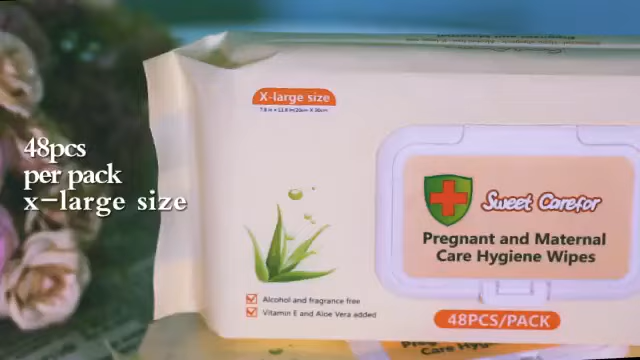 48pcs
per pack
x-large size
X-large size
Sweet Carefor
Pregnant and Maternal
Care Hygiene Wipes
Alcohol and fragrance free
Vitamin E and Aloe Vera added
48PCS/PACK